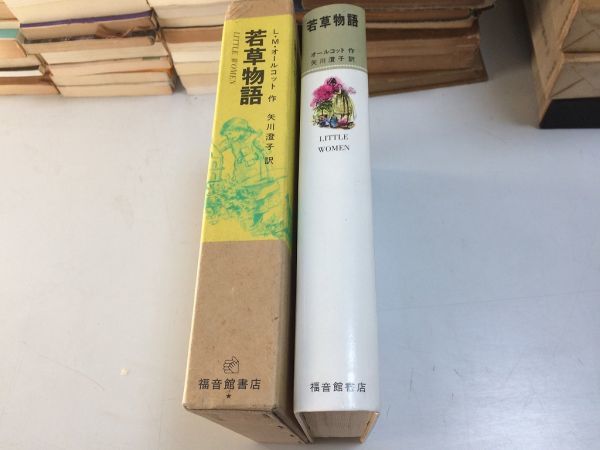 L・M・オールコット 作 矢川澄子 訳
若草物語
LITTLE WOMEN
福音館書店
若草物語
オールコット 作
矢川澄子 訳
LITTLE
WOMEN
福音館書店